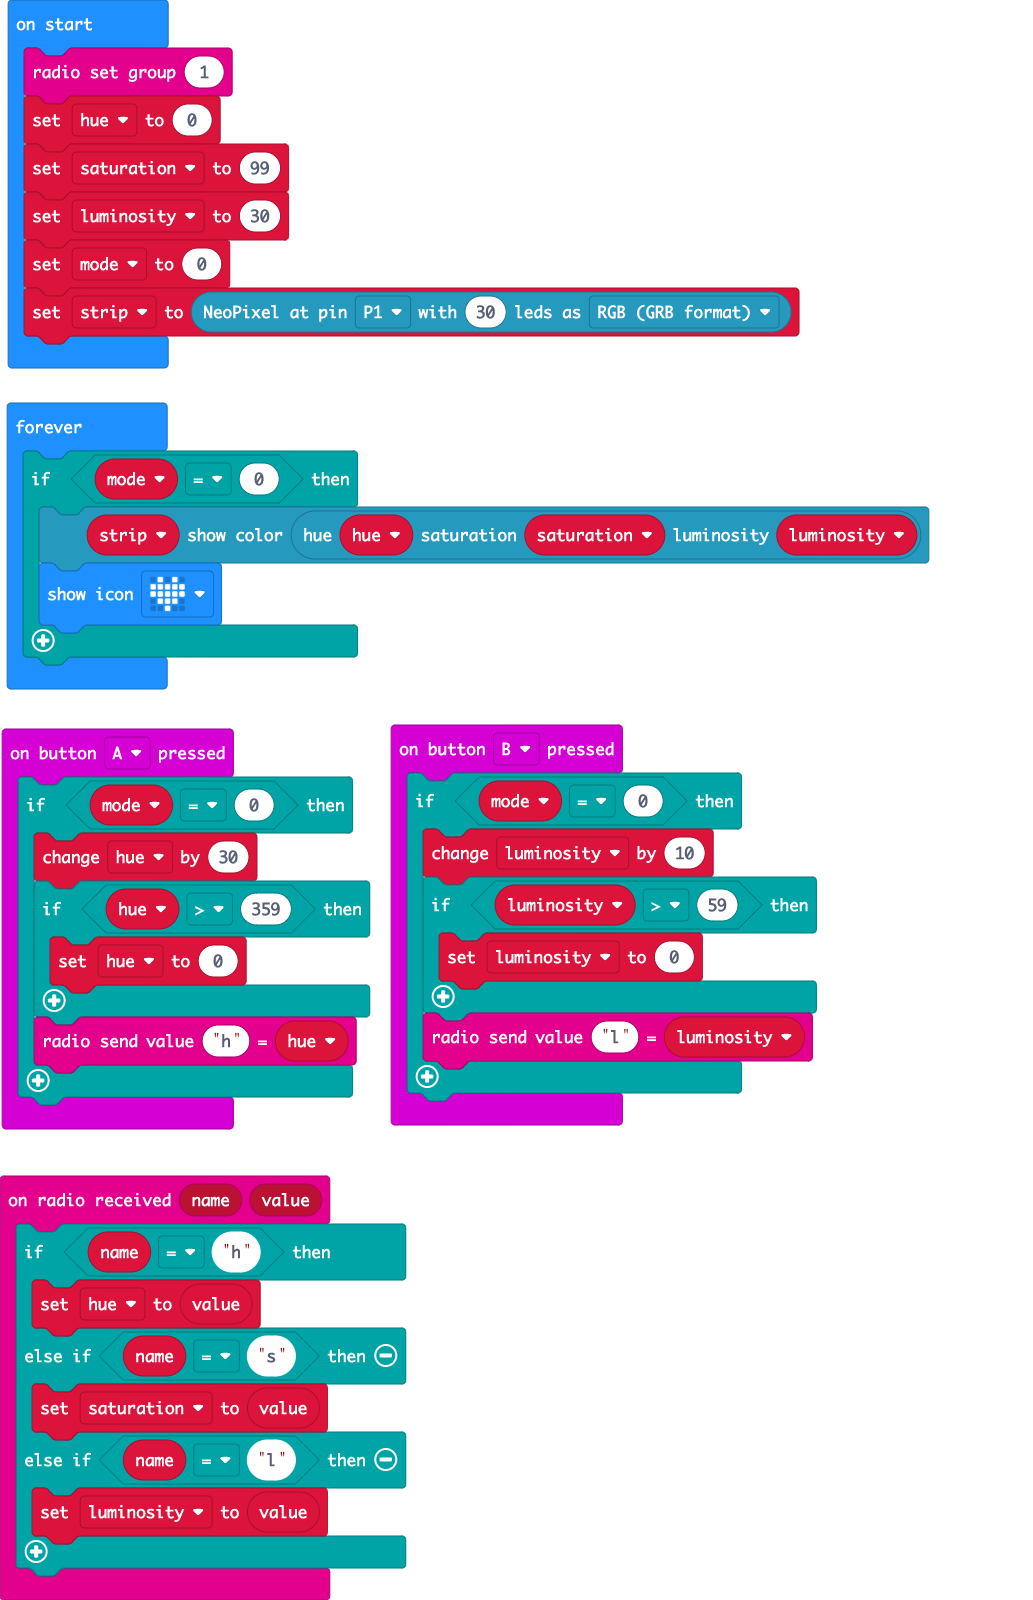 on start
radio set group 1
set hue to 0
set saturation to 99
set luminosity to 30
set mode to 0
set strip to NeoPixel at pin P1 with 30 leds as RGB (GRB format)
forever
if mode = 0 then
strip show color hue hue saturation saturation luminosity luminosity
show icon
on button A pressed
if mode = 0 then
change hue by 30
if hue > 359 then
set hue to 0
radio send value "h" = hue
on button B pressed
if mode = 0 then
change luminosity by 10
if luminosity > 59 then
set luminosity to 0
radio send value "l" = luminosity
on radio received name value
if name = "h" then
set hue to value
else if name = "s" then
set saturation to value
else if name = "l" then
set luminosity to value